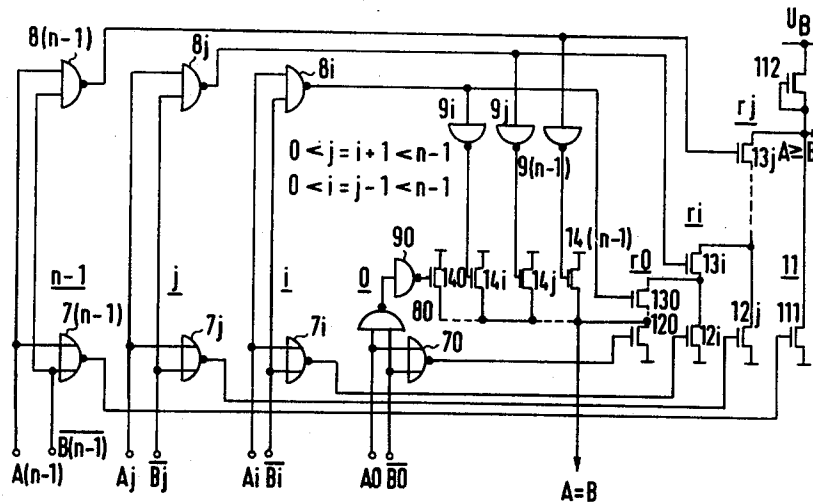 8(n-1)
8j
8i
9i
9j
9(n-1)
U_B
112
rj
13j
A≥B
0 < i j = i + 1 < n-1
0 < i = j - 1 < n-1
ri
14(n-1)
90
140
14i
14j
r0
13i
130
11
n-1
j
i
0
80
120
12i
12j
111
7(n-1)
7j
7i
70
A(n-1)
B(n-1)
Aj
Bj
Ai
Bi
A0
B0
A=B